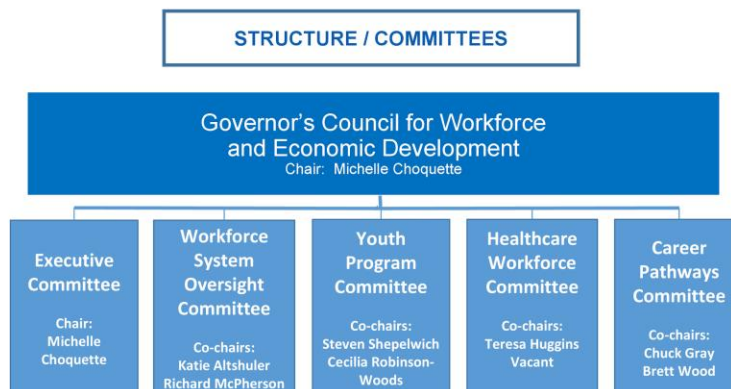 STRUCTURE / COMMITTEES
Governor's Council for Workforce
and Economic Development
Chair: Michelle Choquette
Executive
Committee
Chair:
Michelle
Choquette
Workforce
System
Oversight
Committee
Co-chairs:
Katie Altshuler
Richard McPherson
Youth
Program
Committee
Co-chairs:
Steven Shepelwich
Cecilia Robinson-
Woods
Healthcare
Workforce
Committee
Co-chairs:
Teresa Huggins
Vacant
Career
Pathways
Committee
Co-chairs:
Chuck Gray
Brett Wood